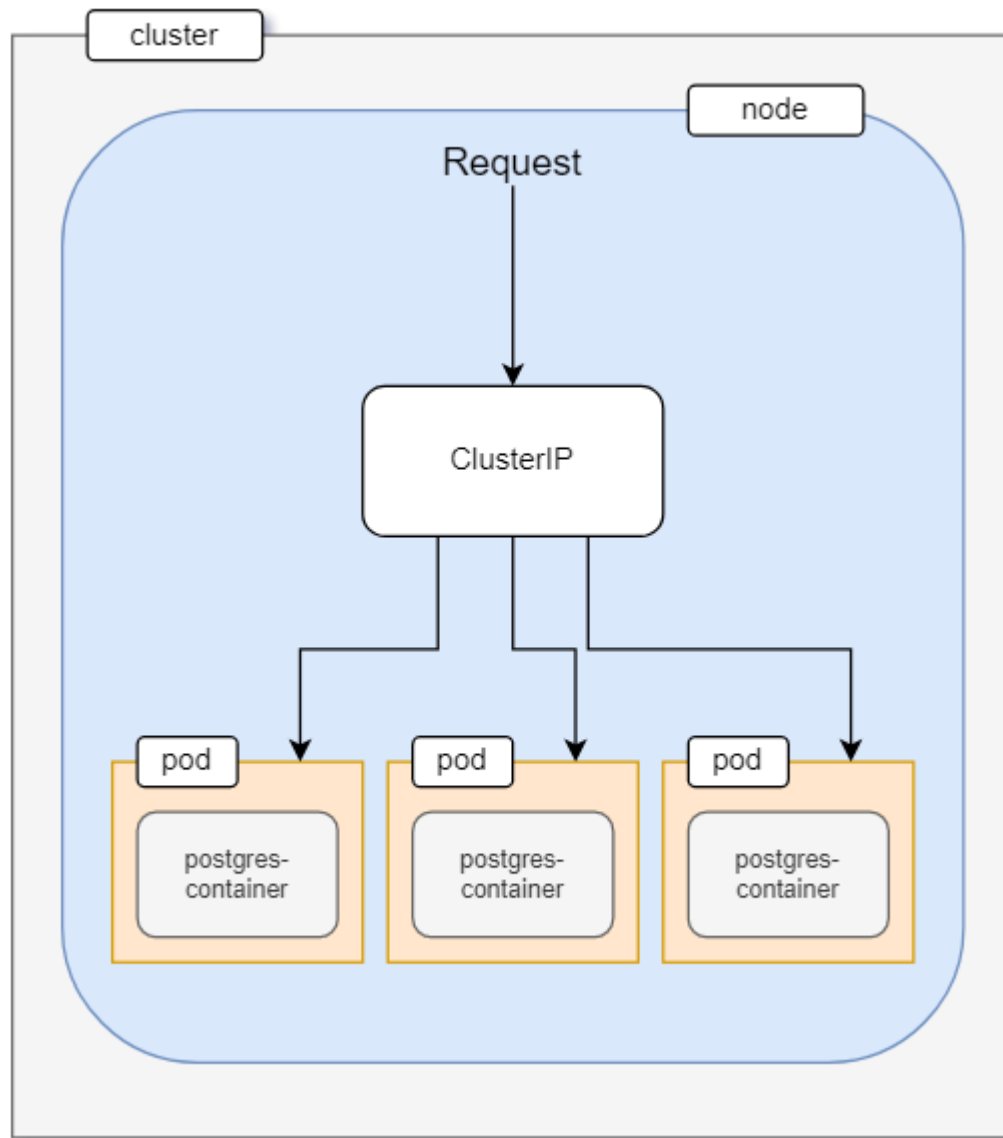 cluster
node
Request
ClusterIP
pod
pod
pod
postgres-
container
postgres-
container
postgres-
container